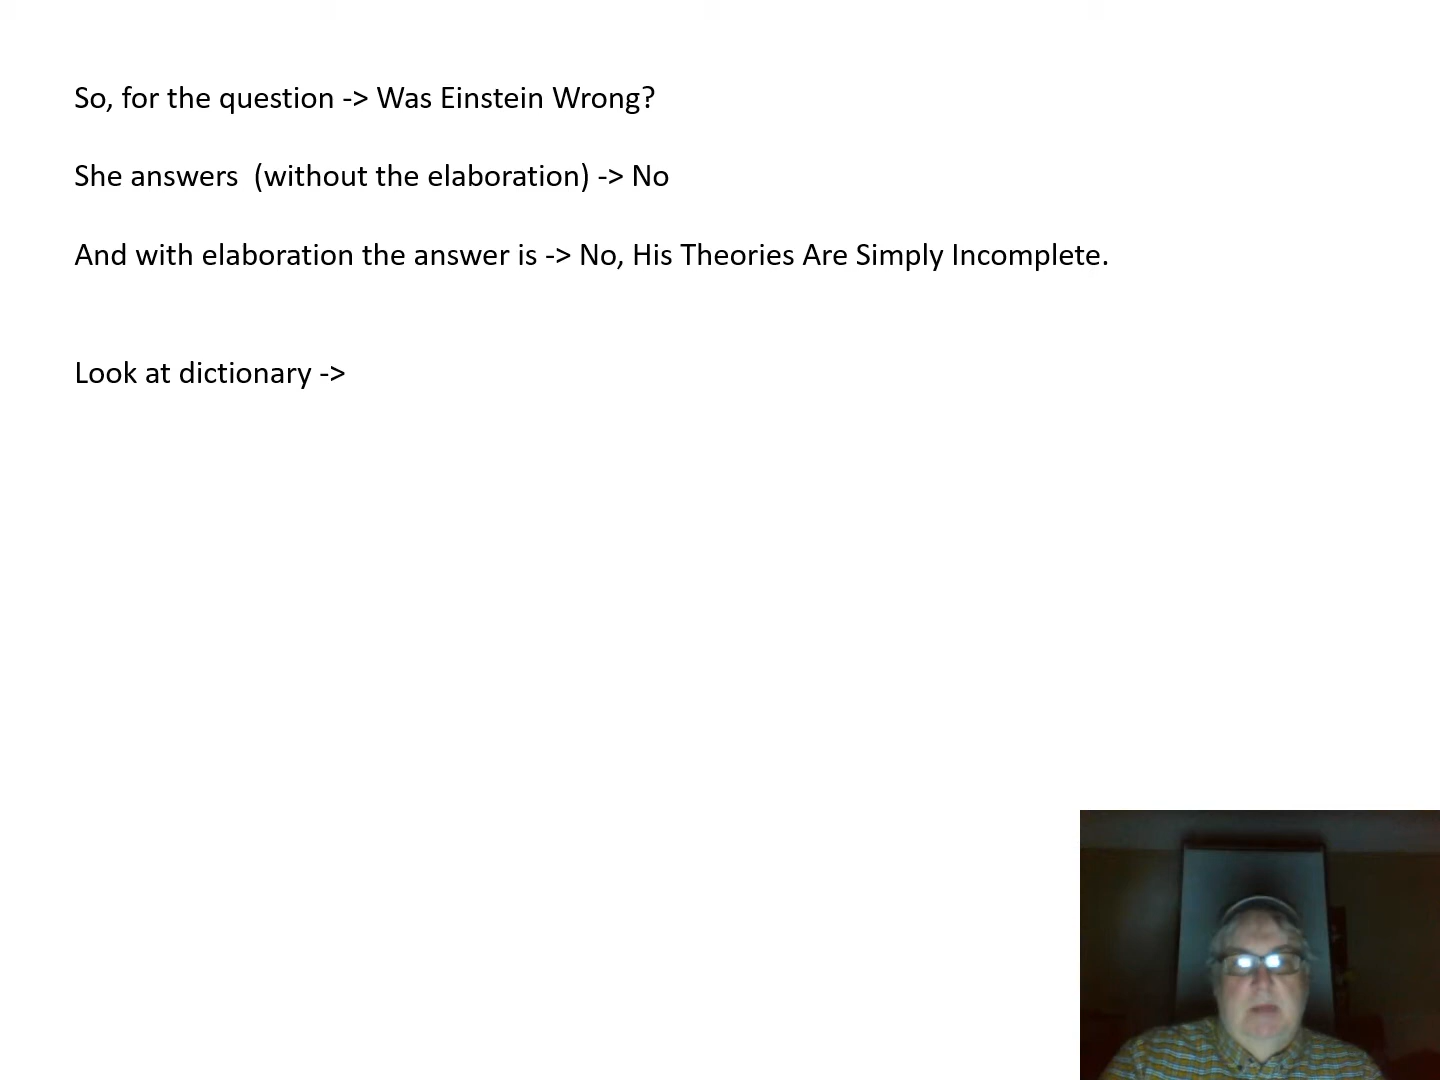 So, for the question -> Was Einstein Wrong?
She answers  (without the elaboration) -> No
And with elaboration the answer is -> No, His Theories Are Simply Incomplete.
Look at dictionary ->